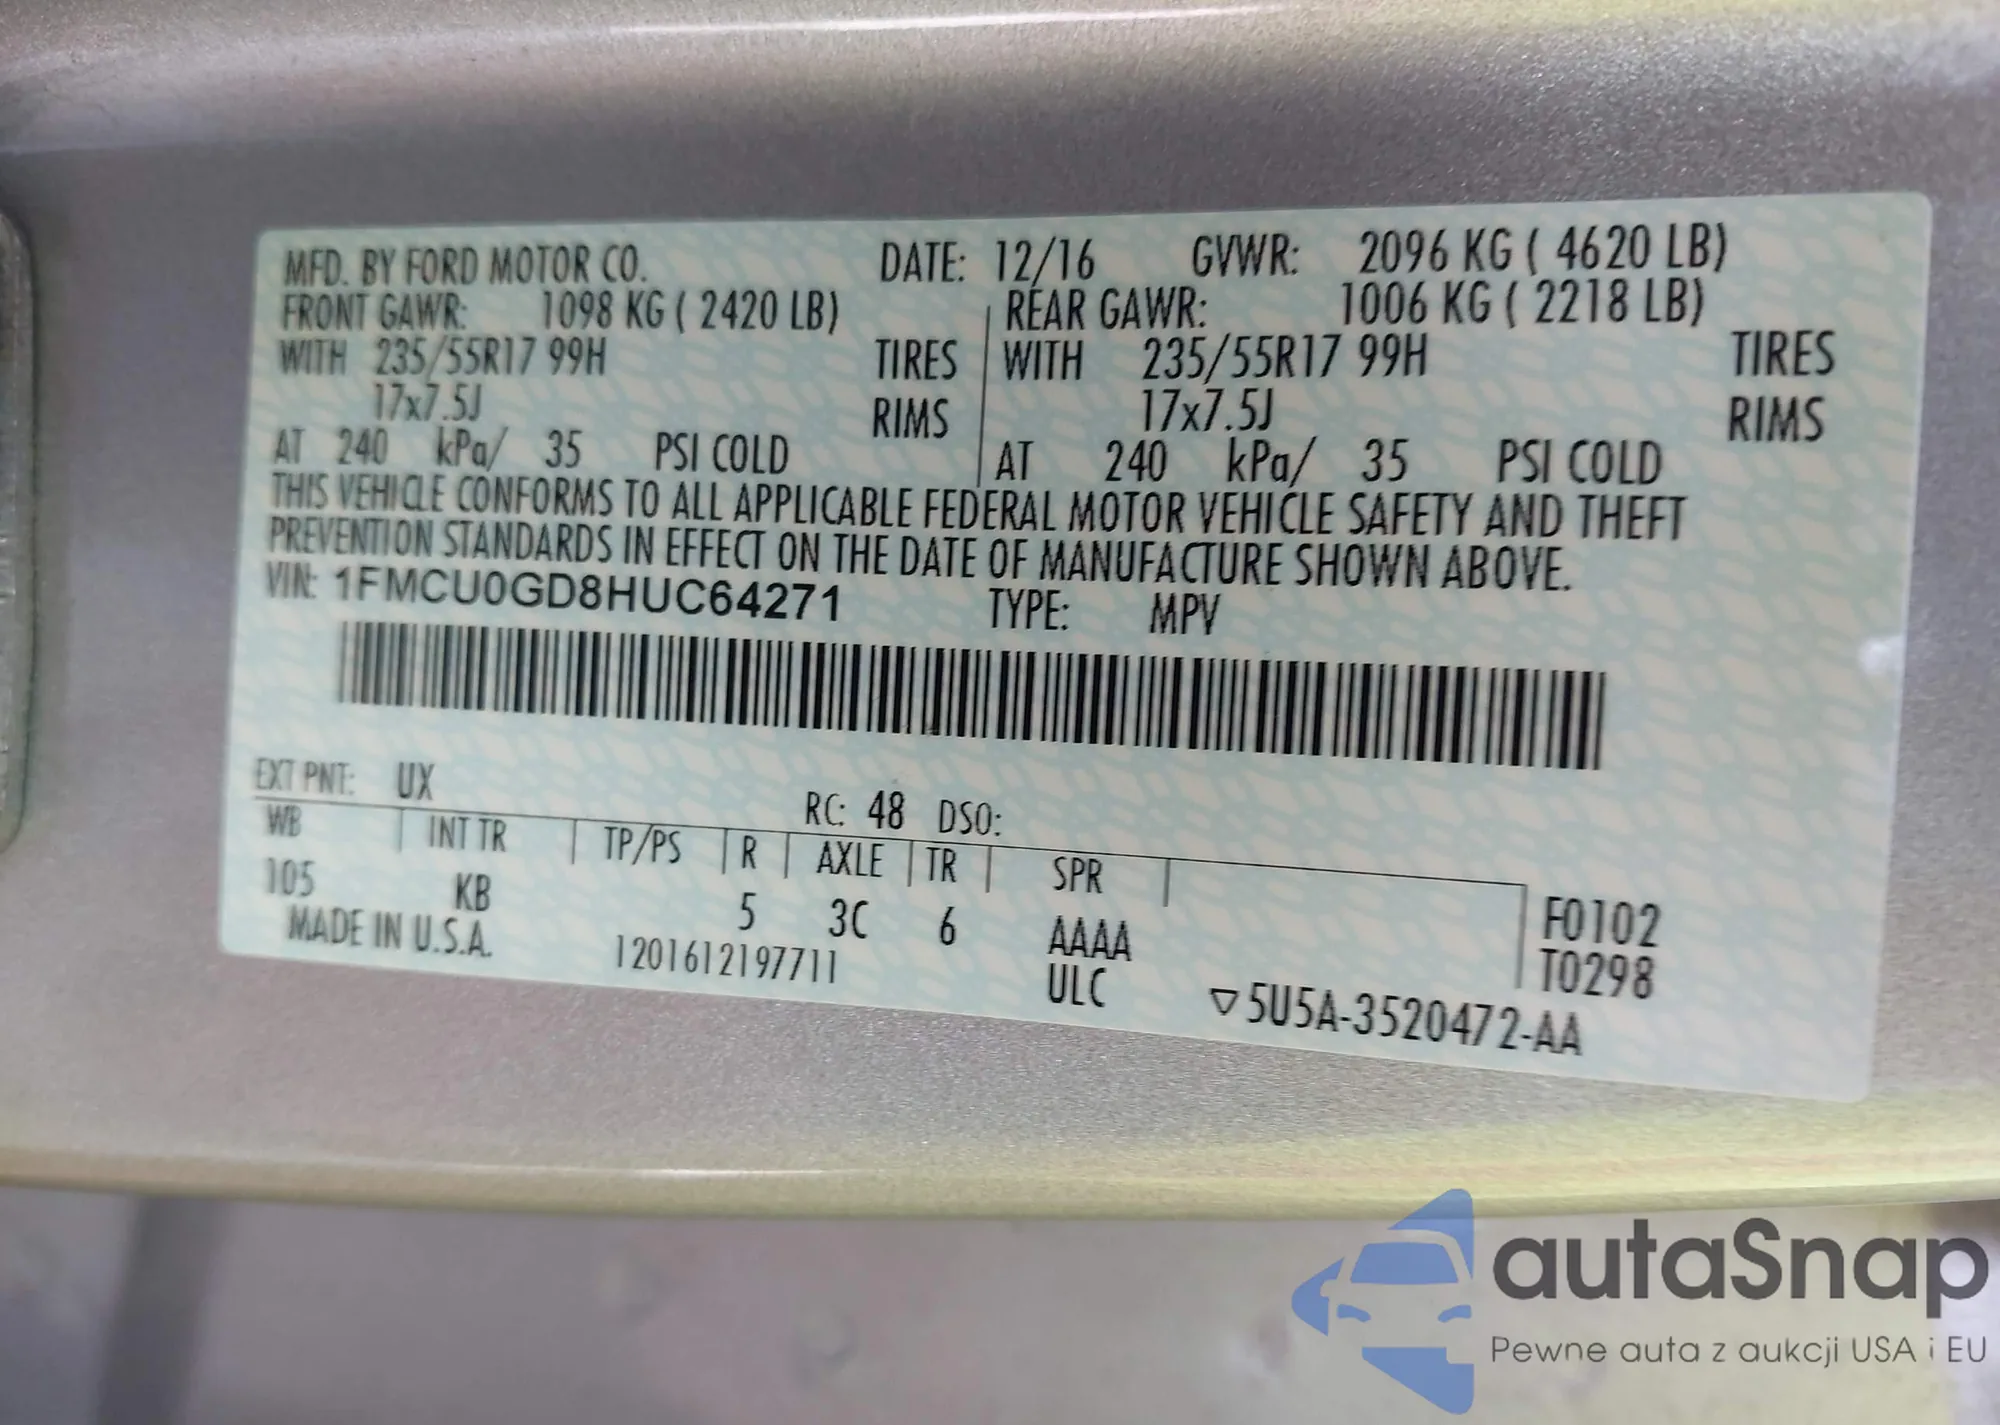 MFD. BY FORD MOTOR CO. DATE: 12/16 GVWR: 2096 KG ( 4620 LB)
FRONT GAWR: 1098 KG ( 2420 LB) REAR GAWR: 1006 KG ( 2218 LB)
WITH 235/55R17 99H TIRES WITH 235/55R17 99H TIRES
17x7.5J RIMS 17x7.5J RIMS
AT 240 kPa/ 35 PSI COLD AT 240 kPa/ 35 PSI COLD
THIS VEHICLE CONFORMS TO ALL APPLICABLE FEDERAL MOTOR VEHICLE SAFETY AND THEFT
PREVENTION STANDARDS IN EFFECT ON THE DATE OF MANUFACTURE SHOWN ABOVE.
VIN: 1FMCU0GD8HUC64271 TYPE: MPV
EXT PNT: UX RC: 48 DSO:
WB INT TR TP/PS R AXLE TR SPR
105 KB 5 3C 6 AAAA F0102
MADE IN U.S.A. 1201612197711 ULC T0298
▽5U5A-3520472-AA
autaSnap
Pewne auta z aukcji USA i EU